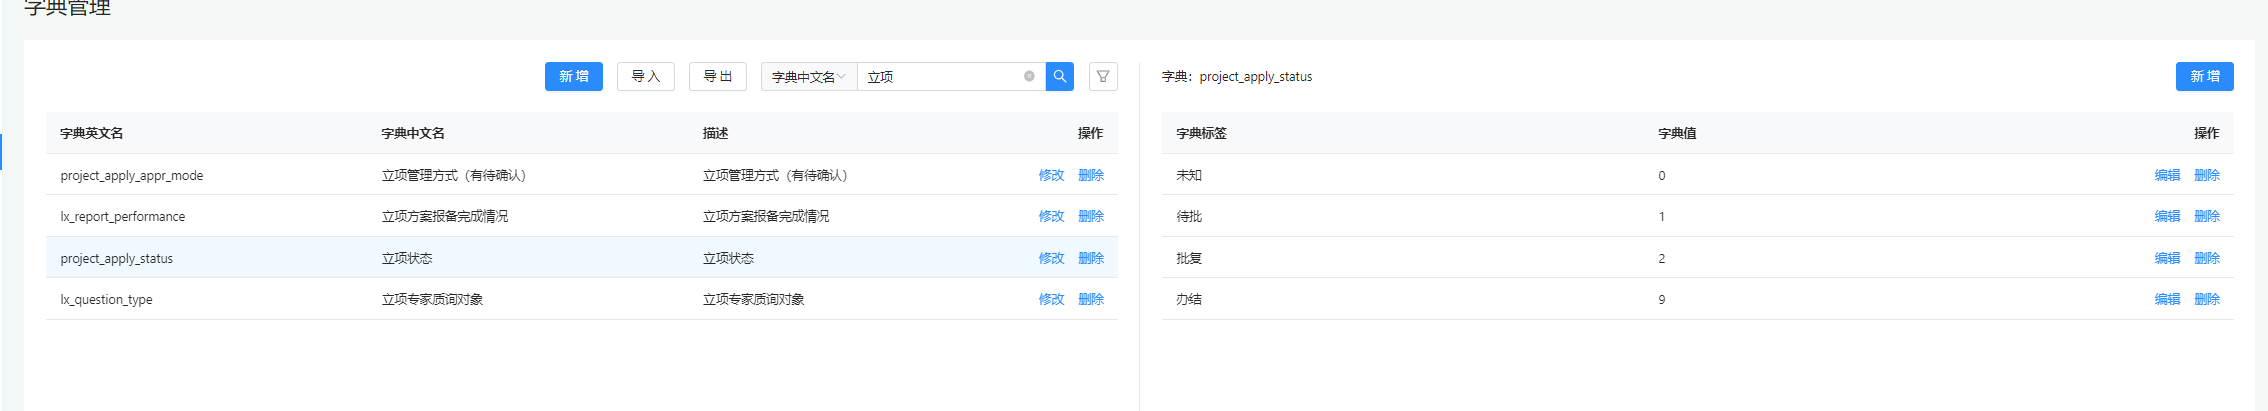 字典管理
新增 导入 导出 字典中文名 立项
字典英文名 字典中文名 描述 操作
project_apply_appr_mode 立项管理方式（有待确认） 立项管理方式（有待确认） 修改 删除
lx_report_performance 立项方案报备完成情况 立项方案报备完成情况 修改 删除
project_apply_status 立项状态 立项状态 修改 删除
lx_question_type 立项专家质询对象 立项专家质询对象 修改 删除
字典：project_apply_status 新增
字典标签 字典值 操作
未知 0 编辑 删除
待批 1 编辑 删除
批复 2 编辑 删除
办结 9 编辑 删除